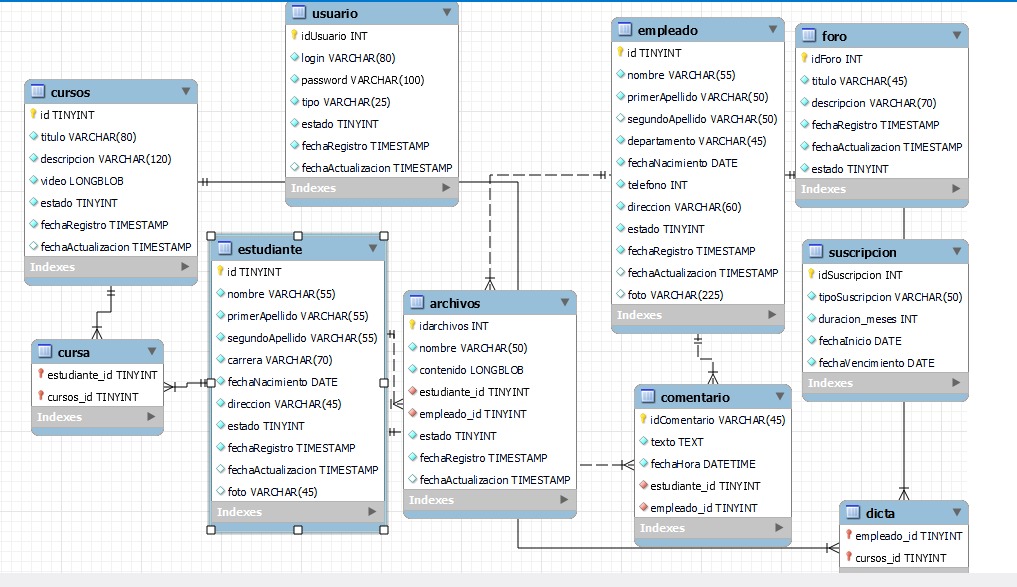 usuario
idUsuario INT
login VARCHAR(80)
password VARCHAR(100)
tipo VARCHAR(25)
estado TINYINT
fechaRegistro TIMESTAMP
fechaActualizacion TIMESTAMP
Indexes
empleado
id TINYINT
nombre VARCHAR(55)
primerApellido VARCHAR(50)
segundoApellido VARCHAR(50)
departamento VARCHAR(45)
fechaNacimiento DATE
telefono INT
direccion VARCHAR(60)
estado TINYINT
fechaRegistro TIMESTAMP
fechaActualizacion TIMESTAMP
foto VARCHAR(225)
Indexes
foro
idForo INT
titulo VARCHAR(45)
descripcion VARCHAR(70)
fechaRegistro TIMESTAMP
fechaActualizacion TIMESTAMP
estado TINYINT
Indexes
cursos
id TINYINT
titulo VARCHAR(80)
descripcion VARCHAR(120)
video LONGBLOB
estado TINYINT
fechaRegistro TIMESTAMP
fechaActualizacion TIMESTAMP
Indexes
estudiante
id TINYINT
nombre VARCHAR(55)
primerApellido VARCHAR(55)
segundoApellido VARCHAR(55)
carrera VARCHAR(70)
fechaNacimiento DATE
direccion VARCHAR(45)
estado TINYINT
fechaRegistro TIMESTAMP
fechaActualizacion TIMESTAMP
foto VARCHAR(45)
Indexes
suscripcion
idSuscripcion INT
tipoSuscripcion VARCHAR(50)
duracion_meses INT
fechaInicio DATE
fechaVencimiento DATE
Indexes
archivos
idarchivos INT
nombre VARCHAR(50)
contenido LONGBLOB
estudiante_id TINYINT
empleado_id TINYINT
estado TINYINT
fechaRegistro TIMESTAMP
fechaActualizacion TIMESTAMP
Indexes
cursa
estudiante_id TINYINT
cursos_id TINYINT
Indexes
comentario
idComentario VARCHAR(45)
texto TEXT
fechaHora DATETIME
estudiante_id TINYINT
empleado_id TINYINT
Indexes
dicta
empleado_id TINYINT
cursos_id TINYINT